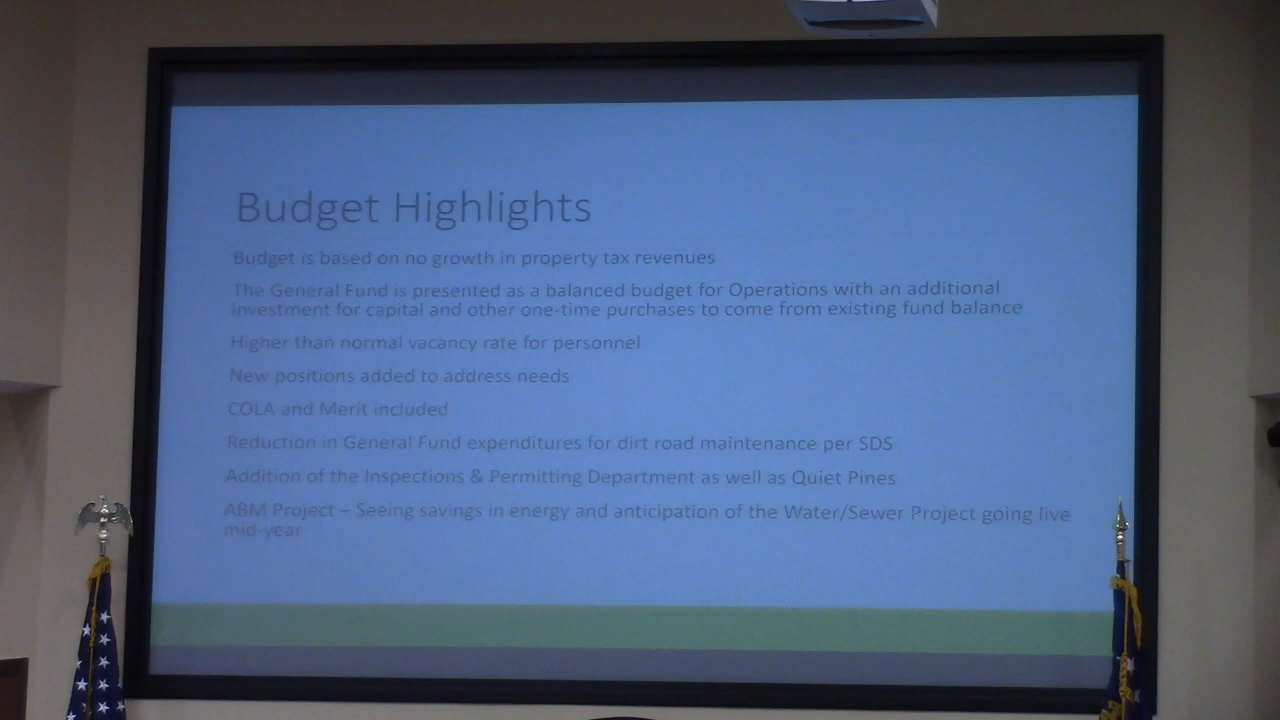 Budget Highlights
Budget is based on no growth in property tax revenues
The General Fund is presented as a balanced budget for Operations with an additional
investment for capital and other one-time purchases to come from existing fund balance
Higher than normal vacancy rate for personnel
New positions added to address needs
COLA and Merit included
Reduction in General Fund expenditures for dirt road maintenance per SDS
Addition of the Inspections & Permitting Department as well as Quiet Pines
ABM Project – Seeing savings in energy and anticipation of the Water/Sewer Project going live
mid-year